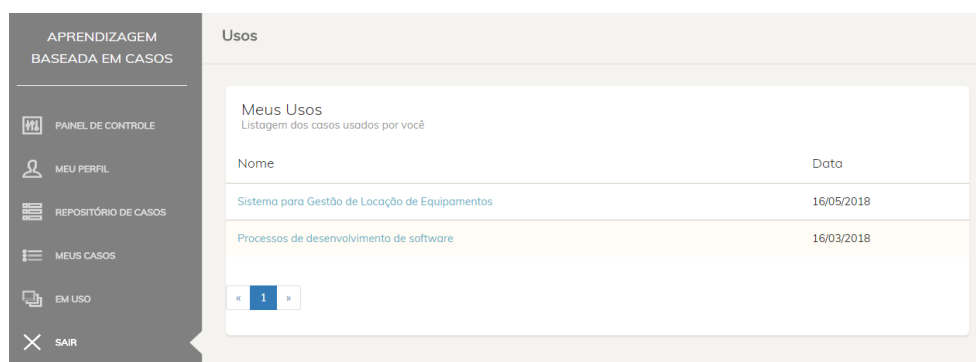 APRENDIZAGEM
BASEADA EM CASOS
PAINEL DE CONTROLE
MEU PERFIL
REPOSITÓRIO DE CASOS
MEUS CASOS
EM USO
SAIR
Usos
Meus Usos
Listagem dos casos usados por você
Nome Data
Sistema para Gestão de Locação de Equipamentos 16/05/2018
Processos de desenvolvimento de software 16/03/2018
« 1 »